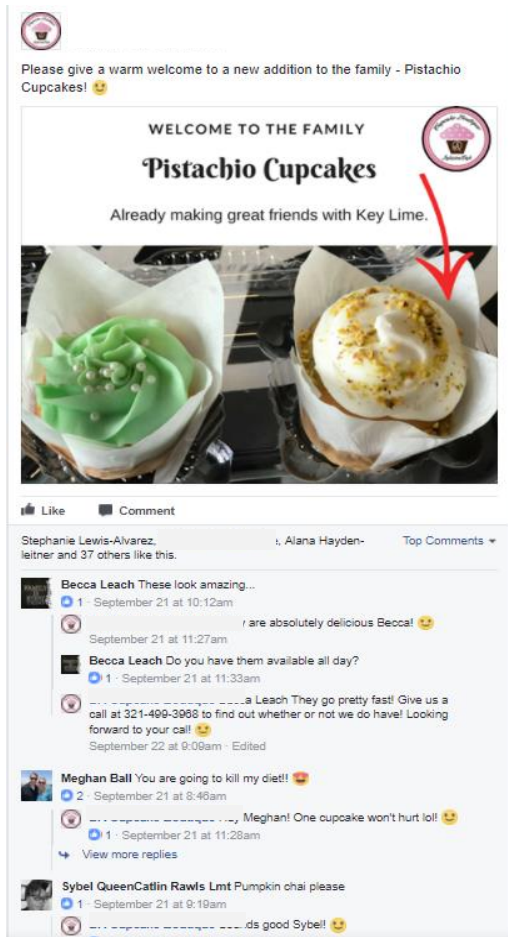 Please give a warm welcome to a new addition to the family - Pistachio
Cupcakes!
WELCOME TO THE FAMILY
Pistachio Cupcakes
Already making great friends with Key Lime.
Like Comment
Stephanie Lewis-Alvarez, , Alana Hayden-
leitner and 37 others like this.
Top Comments
Becca Leach These look amazing...
1 · September 21 at 10:12am
are absolutely delicious Becca!
September 21 at 11:27am
Becca Leach Do you have them available all day?
1 · September 21 at 11:33am
a Leach They go pretty fast! Give us a
call at 321-499-3968 to find out whether or not we do have! Looking
forward to your cal!
September 22 at 9:09am · Edited
Meghan Ball You are going to kill my diet!!
2 · September 21 at 8:46am
Meghan! One cupcake won't hurt lol!
1 · September 21 at 11:28am
View more replies
Sybel QueenCatlin Rawls Lmt Pumpkin chai please
1 · September 21 at 9:19am
ds good Sybel!